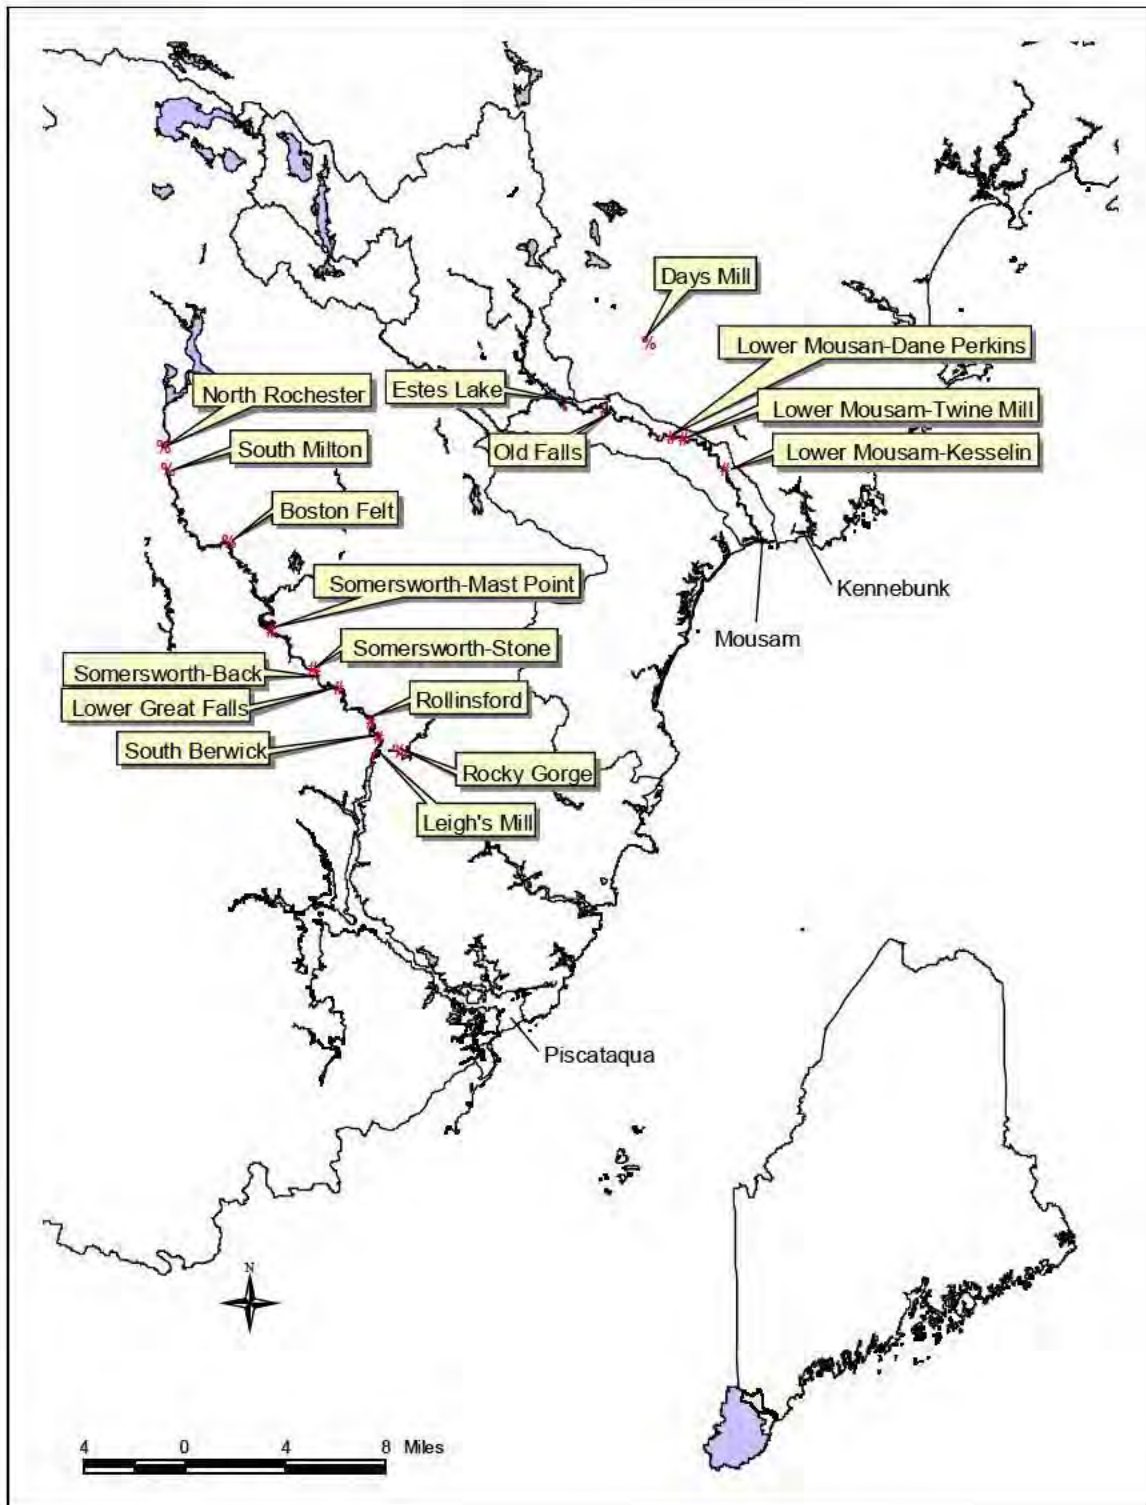 Days Mill
Lower Mousan-Dane Perkins
North Rochester
Estes Lake
Lower Mousam-Twine Mill
South Milton
Old Falls
Lower Mousam-Kesselin
Boston Felt
Somersworth-Mast Point
Kennebunk
Mousam
Somersworth-Stone
Somersworth-Back
Lower Great Falls
Rollinsford
South Berwick
Rocky Gorge
Leigh's Mill
Piscataqua
N
4 0 4 8 Miles